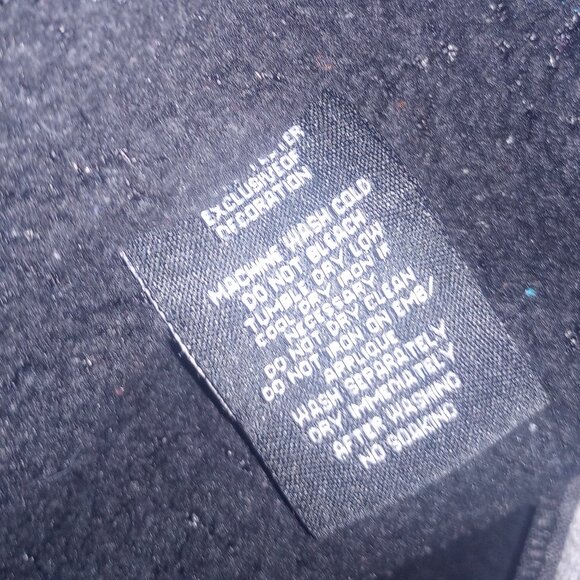 EXCLUSIVE OF
DECORATION
MACHINE WASH COLD
DO NOT BLEACH
TUMBLE DRY LOW
COOL DRY IRON IF
NECESSARY
DO NOT DRY CLEAN
DO NOT IRON ON EMB/
APPLIQUE
WASH SEPARATELY
DRY IMMEDIATELY
AFTER WASHING
NO SOAKING